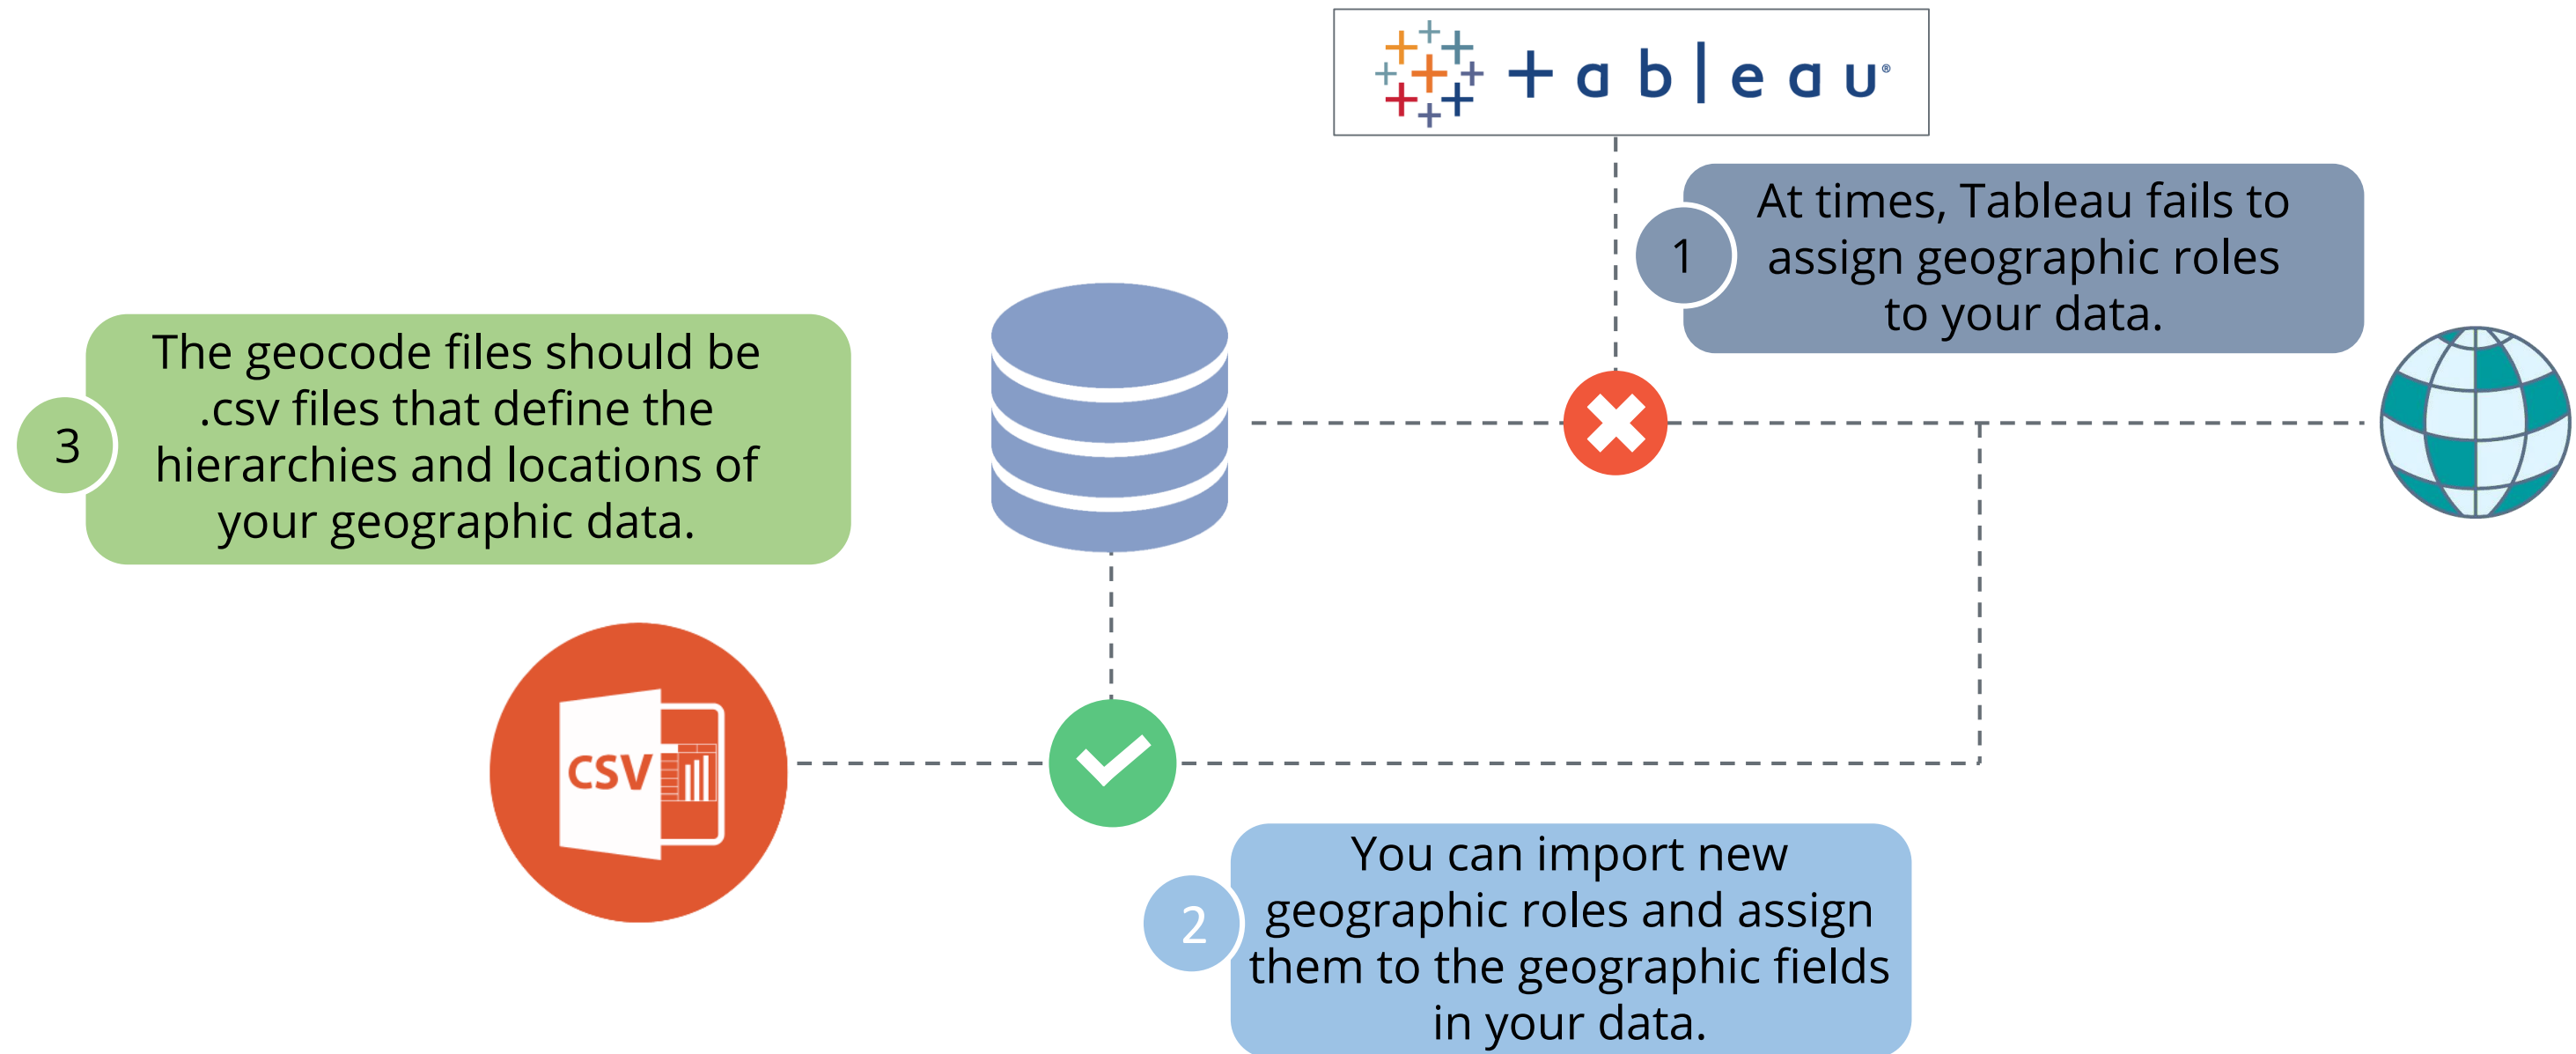 +ableau®
1
At times, Tableau fails to
assign geographic roles
to your data.
3
The geocode files should be
.csv files that define the
hierarchies and locations of
your geographic data.
CSV
2
You can import new
geographic roles and assign
them to the geographic fields
in your data.